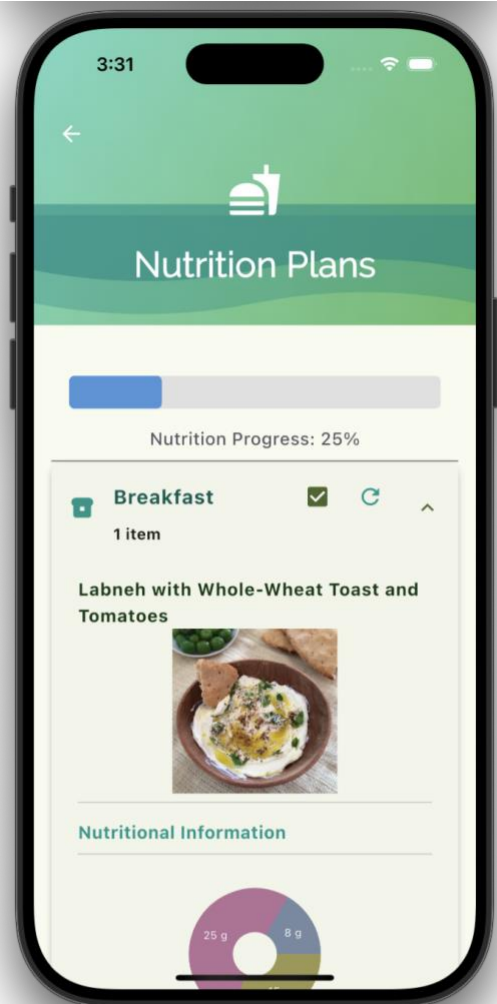 3:31
Nutrition Plans
Nutrition Progress: 25%
Breakfast
1 item
Labneh with Whole-Wheat Toast and
Tomatoes
Nutritional Information
25 g
8 g